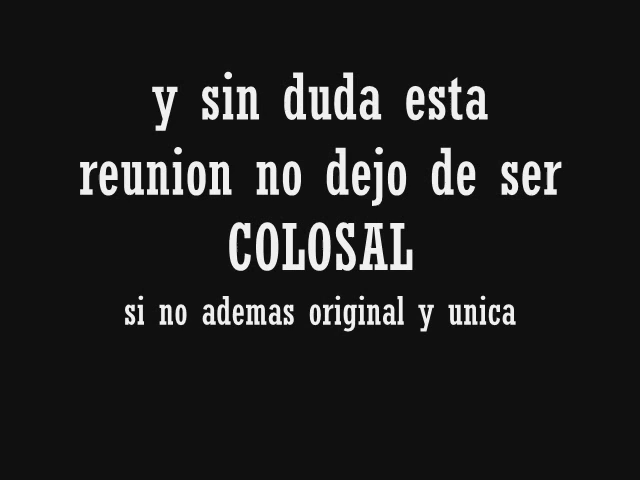 y sin duda esta
reunion no dejo de ser
COLOSAL
si no ademas original y unica